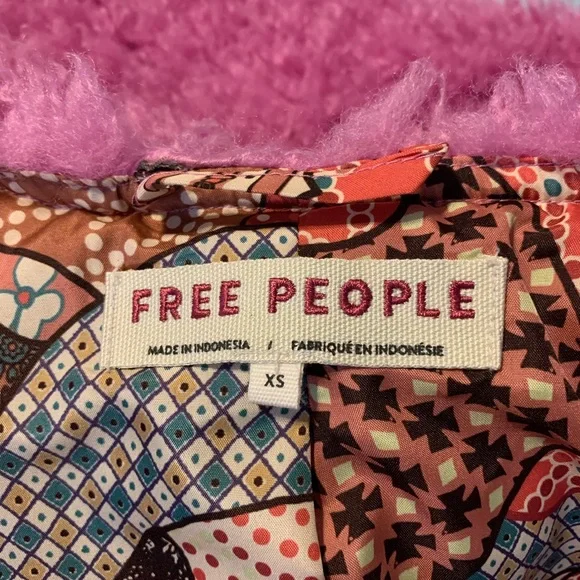 FREE PEOPLE
MADE IN INDONESIA / FABRIQUÉ EN INDONÉSIE
XS